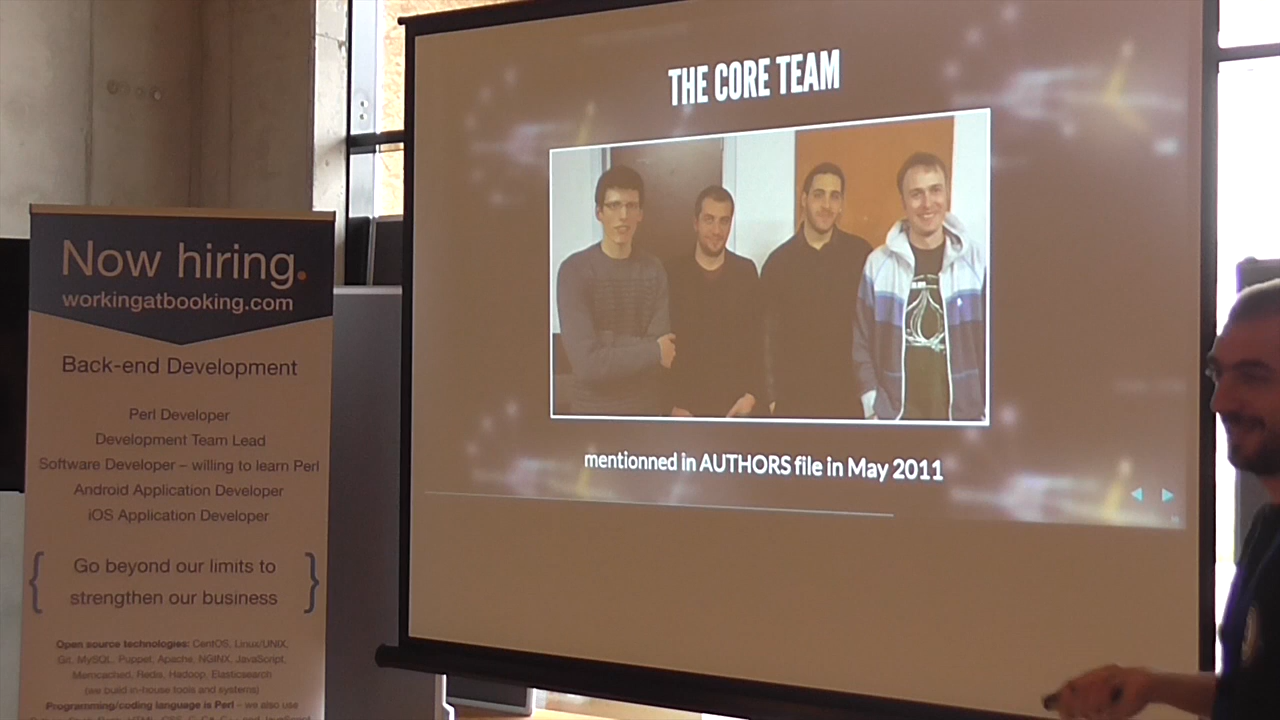 Now hiring.
workingatbooking.com
Back-end Development
Perl Developer
Development Team Lead
Software Developer – willing to learn Perl
Android Application Developer
iOS Application Developer
{ Go beyond our limits to
strengthen our business }
Open source technologies: CentOS, Linux/UNIX,
Git, MySQL, Puppet, Apache, NGINX, JavaScript,
Memcached, Redis, Hadoop, Elasticsearch
(we build in-house tools and systems)
Programming/coding language is Perl – we also use
THE CORE TEAM
mentionned in AUTHORS file in May 2011